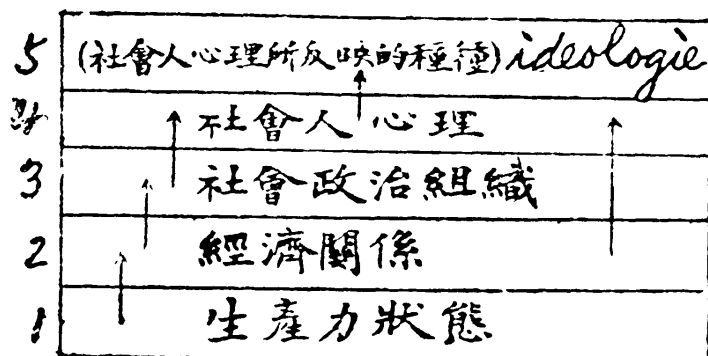 5 (社會人心理所反映的種種) ideologie
4 社會人心理
3 社會政治組織
2 經濟關係
1 生產力狀態